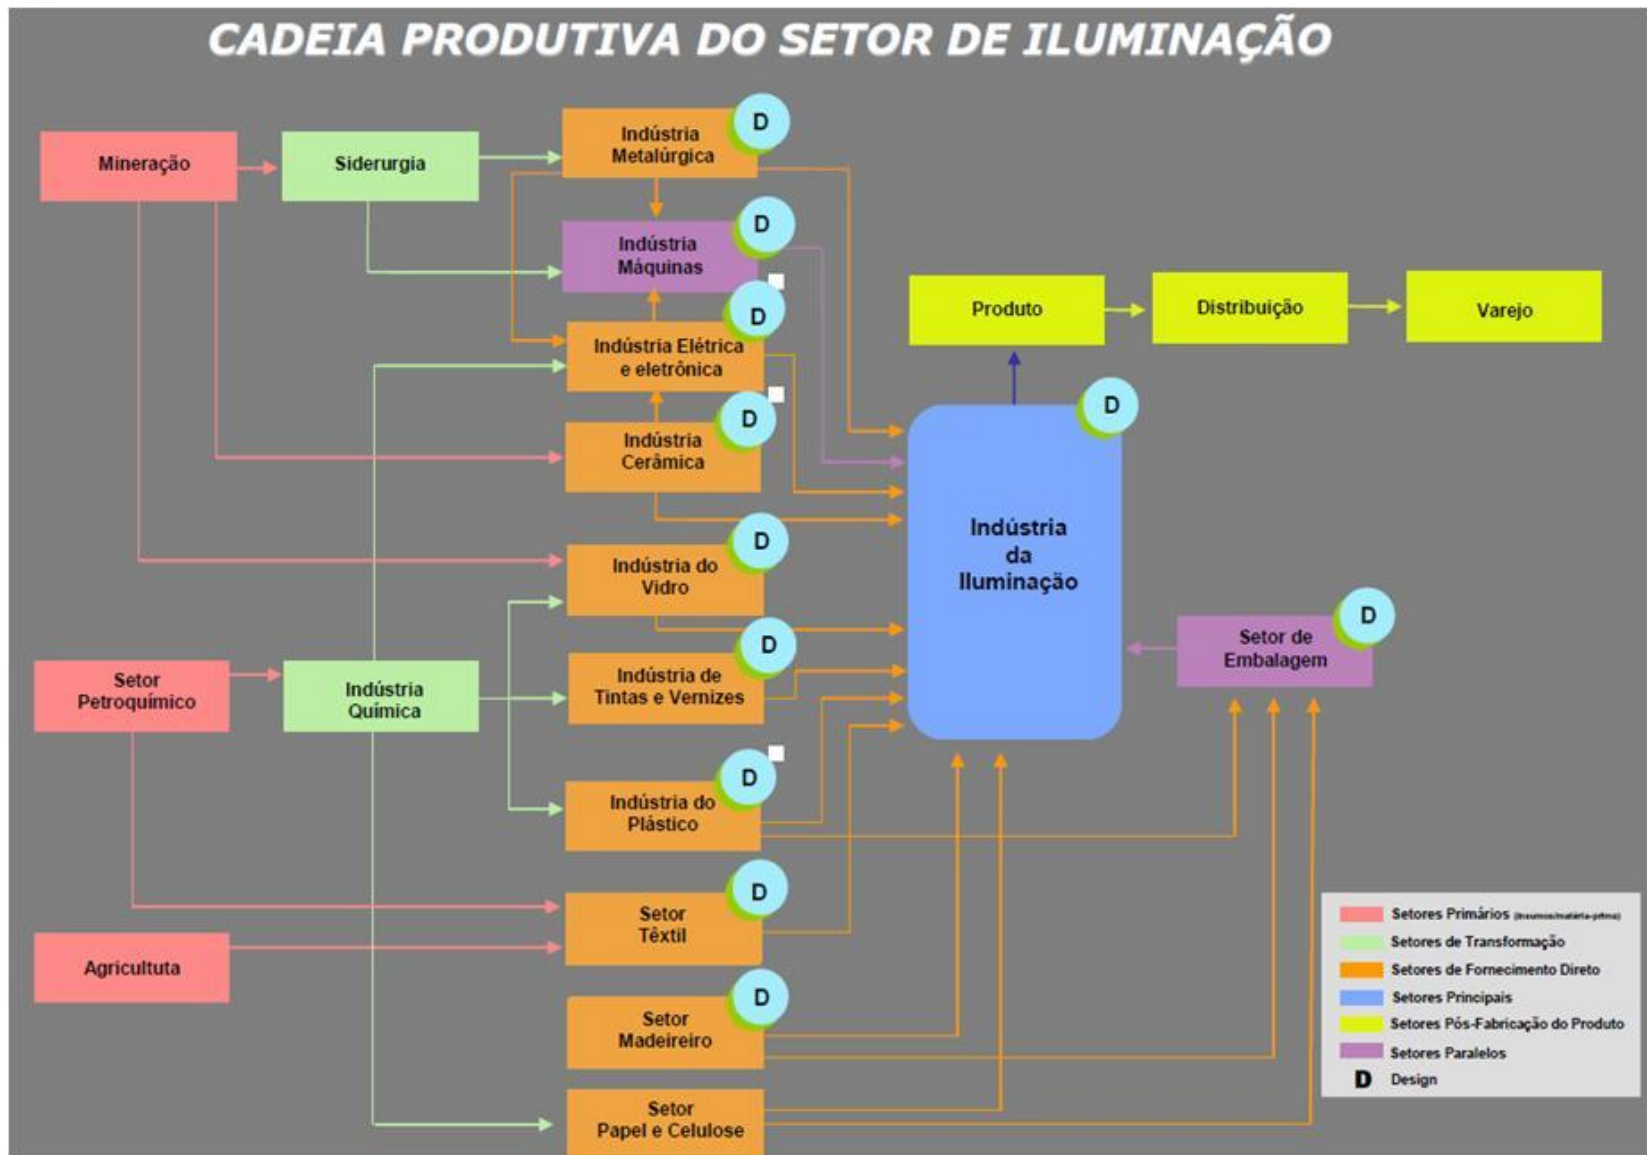 CADEIA PRODUTIVA DO SETOR DE ILUMINAÇÃO
Mineração
Siderurgia
Indústria
Metalúrgica
D
Indústria
Máquinas
D
Indústria Elétrica
e eletrônica
D
Indústria
Cerâmica
D
Indústria do
Vidro
D
Setor
Petroquímico
Indústria
Química
Indústria de
Tintas e Vernizes
D
Indústria do
Plástico
D
Agricultuta
Setor
Têxtil
D
Setor
Madeireiro
D
Setor
Papel e Celulose
Produto
Distribuição
Varejo
Indústria
da
Iluminação
D
Setor de
Embalagem
D
Setores Primários (insumos/matéria-prima)
Setores de Transformação
Setores de Fornecimento Direto
Setores Principais
Setores Pós-Fabricação do Produto
Setores Paralelos
D Design